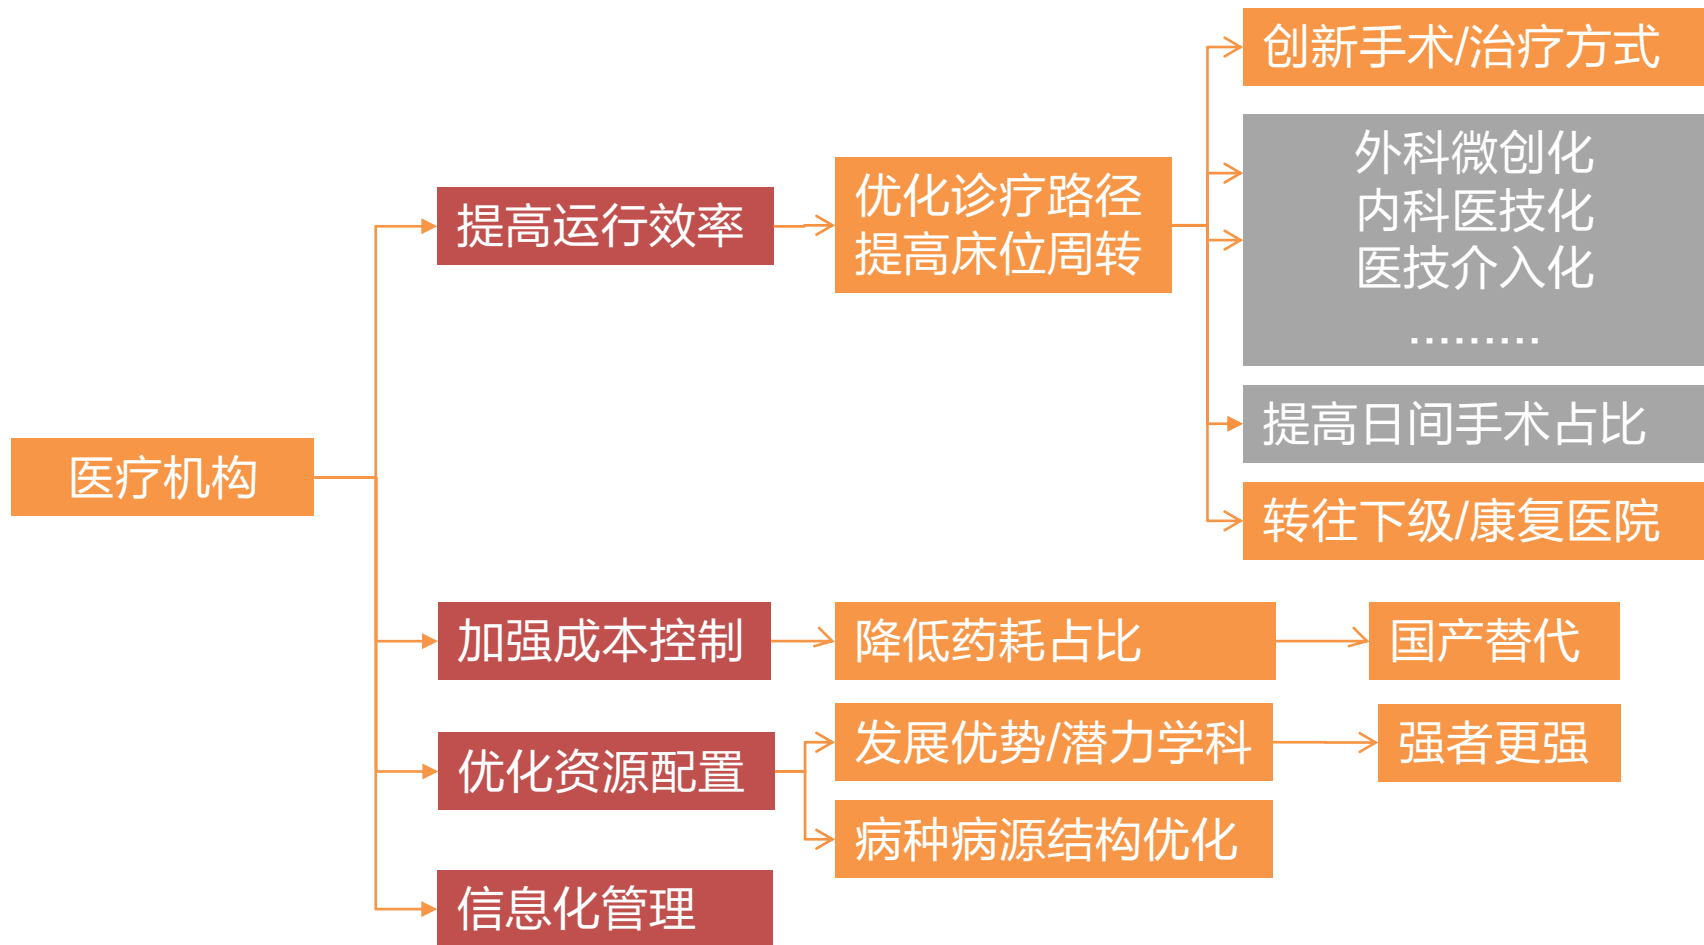 创新手术/治疗方式
外科微创化
内科医技化
医技介入化
.........
提高日间手术占比
转往下级/康复医院
优化诊疗路径
提高床位周转
提高运行效率
医疗机构
加强成本控制
降低药耗占比
国产替代
优化资源配置
发展优势/潜力学科
强者更强
病种病源结构优化
信息化管理